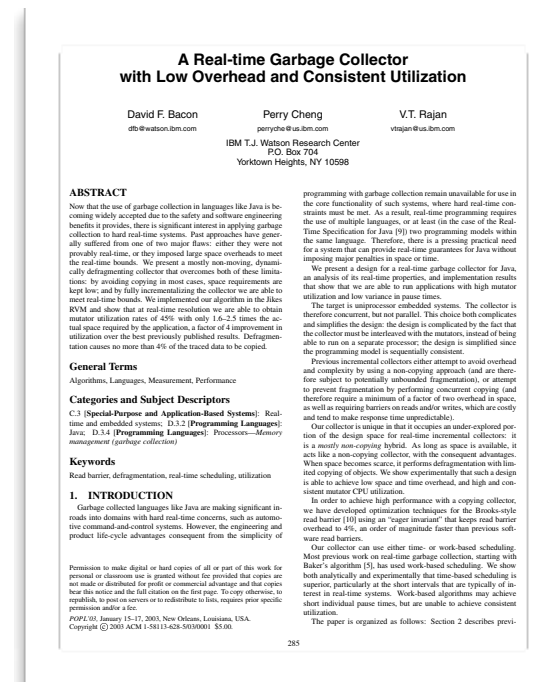 A Real-time Garbage Collector
with Low Overhead and Consistent Utilization
David F. Bacon
dfb@watson.ibm.com
Perry Cheng
perryche@us.ibm.com
V.T. Rajan
vtrajan@us.ibm.com
IBM T.J. Watson Research Center
P.O. Box 704
Yorktown Heights, NY 10598
ABSTRACT
Now that the use of garbage collection in languages like Java is be-
coming widely accepted due to the safety and software engineering
benefits it provides, there is significant interest in applying garbage
collection to hard real-time systems. Past approaches have gener-
ally suffered from one of two major flaws: either they were not
provably real-time, or they imposed large space overheads to meet
the real-time bounds. We present a mostly non-moving, dynami-
cally defragmenting collector that overcomes both of these limita-
tions: by avoiding copying in most cases, space requirements are
kept low; and by fully incrementalizing the collector we are able to
meet real-time bounds. We implemented our algorithm in the Jikes
RVM and show that at real-time resolution we are able to obtain
mutator utilization rates of 45% with only 1.6–2.5 times the ac-
tual space required by the application, a factor of 4 improvement in
utilization over the best previously published results. Defragmen-
tation causes no more than 4% of the traced data to be copied.
General Terms
Algorithms, Languages, Measurement, Performance
Categories and Subject Descriptors
C.3 [Special-Purpose and Application-Based Systems]: Real-
time and embedded systems; D.3.2 [Programming Languages]:
Java; D.3.4 [Programming Languages]: Processors—Memory
management (garbage collection)
Keywords
Read barrier, defragmentation, real-time scheduling, utilization
1. INTRODUCTION
Garbage collected languages like Java are making significant in-
roads into domains with hard real-time concerns, such as automo-
tive command-and-control systems. However, the engineering and
product life-cycle advantages consequent from the simplicity of
Permission to make digital or hard copies of all or part of this work for
personal or classroom use is granted without fee provided that copies are
not made or distributed for profit or commercial advantage and that copies
bear this notice and the full citation on the first page. To copy otherwise, to
republish, to post on servers or to redistribute to lists, requires prior specific
permission and/or a fee.
POPL'03, January 15–17, 2003, New Orleans, Louisiana, USA.
Copyright © 2003 ACM 1-58113-628-5/03/0001 $5.00.
programming with garbage collection remain unavailable for use in
the core functionality of such systems, where hard real-time con-
straints must be met. As a result, real-time programming requires
the use of multiple languages, or at least (in the case of the Real-
Time Specification for Java [9]) two programming models within
the same language. Therefore, there is a pressing practical need
for a system that can provide real-time guarantees for Java without
imposing major penalties in space or time.
We present a design for a real-time garbage collector for Java,
an analysis of its real-time properties, and implementation results
that show that we are able to run applications with high mutator
utilization and low variance in pause times.
The target is uniprocessor embedded systems. The collector is
therefore concurrent, but not parallel. This choice both complicates
and simplifies the design: the design is complicated by the fact that
the collector must be interleaved with the mutators, instead of being
able to run on a separate processor; the design is simplified since
the programming model is sequentially consistent.
Previous incremental collectors either attempt to avoid overhead
and complexity by using a non-copying approach (and are there-
fore subject to potentially unbounded fragmentation), or attempt
to prevent fragmentation by performing concurrent copying (and
therefore require a minimum of a factor of two overhead in space,
as well as requiring barriers on reads and/or writes, which are costly
and tend to make response time unpredictable).
Our collector is unique in that it occupies an under-explored por-
tion of the design space for real-time incremental collectors: it
is a mostly non-copying hybrid. As long as space is available, it
acts like a non-copying collector, with the consequent advantages.
When space becomes scarce, it performs defragmentation with lim-
ited copying of objects. We show experimentally that such a design
is able to achieve low space and time overhead, and high and con-
sistent mutator CPU utilization.
In order to achieve high performance with a copying collector,
we have developed optimization techniques for the Brooks-style
read barrier [10] using an "eager invariant" that keeps read barrier
overhead to 4%, an order of magnitude faster than previous soft-
ware read barriers.
Our collector can use either time- or work-based scheduling.
Most previous work on real-time garbage collection, starting with
Baker's algorithm [5], has used work-based scheduling. We show
both analytically and experimentally that time-based scheduling is
superior, particularly at the short intervals that are typically of in-
terest in real-time systems. Work-based algorithms may achieve
short individual pause times, but are unable to achieve consistent
utilization.
The paper is organized as follows: Section 2 describes previ-
285